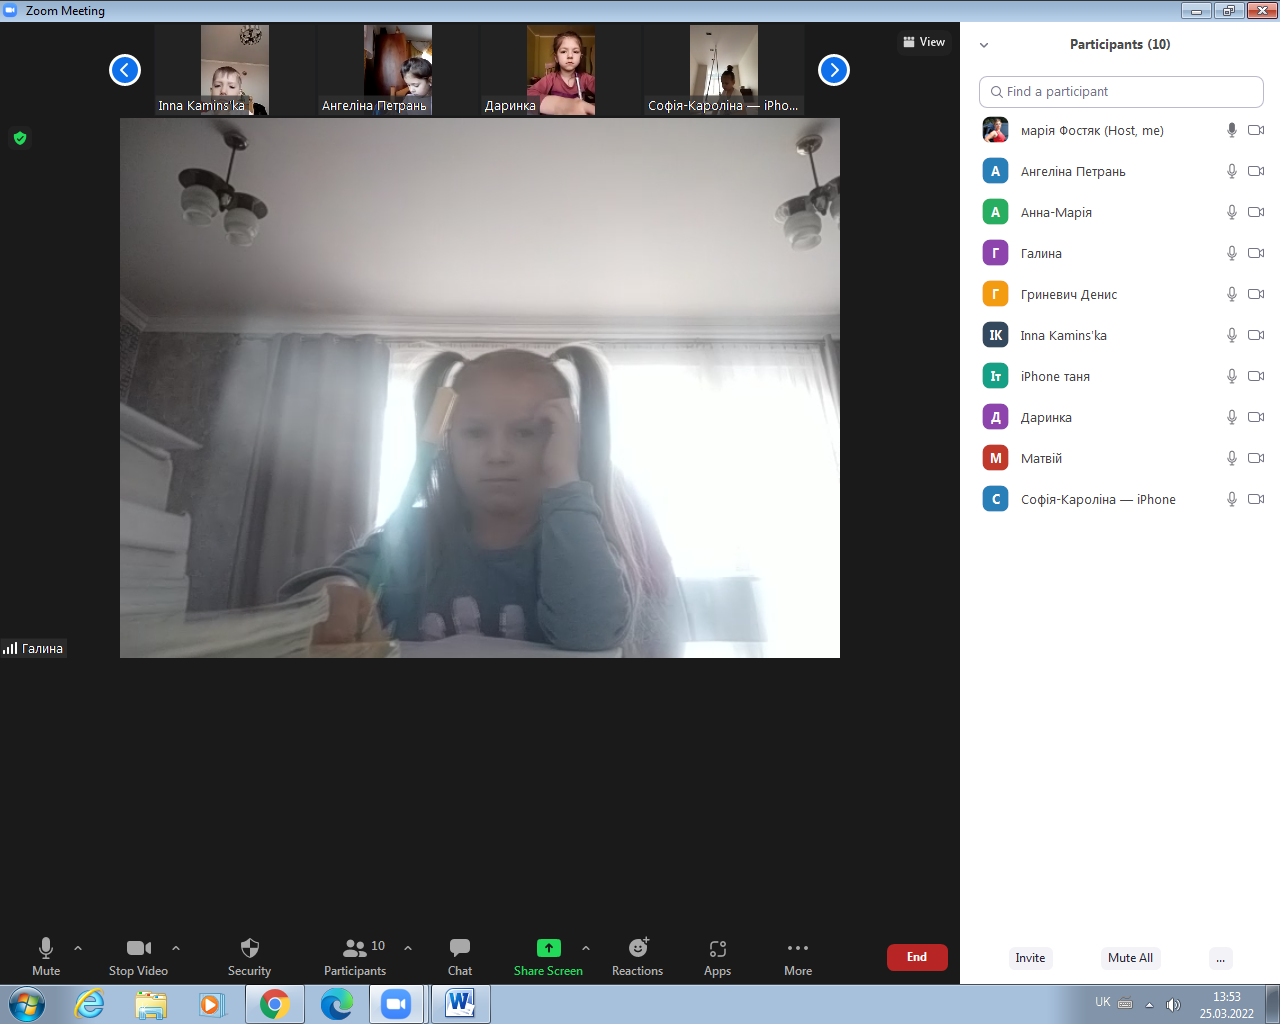 Zoom Meeting
Inna Kamins'ka
Ангеліна Петрань
Даринка
Софія-Кароліна — iPho...
View
Галина
Participants (10)
Find a participant
марія Фостяк (Host, me)
А Ангеліна Петрань
А Анна-Марія
Г Галина
Г Гриневич Денис
IK Inna Kamins'ka
Iт iPhone таня
Д Даринка
М Матвій
С Софія-Кароліна — iPhone
Invite
Mute All
...
Mute
Stop Video
Security
10
Participants
Chat
Share Screen
Reactions
Apps
More
End
UK
13:53
25.03.2022